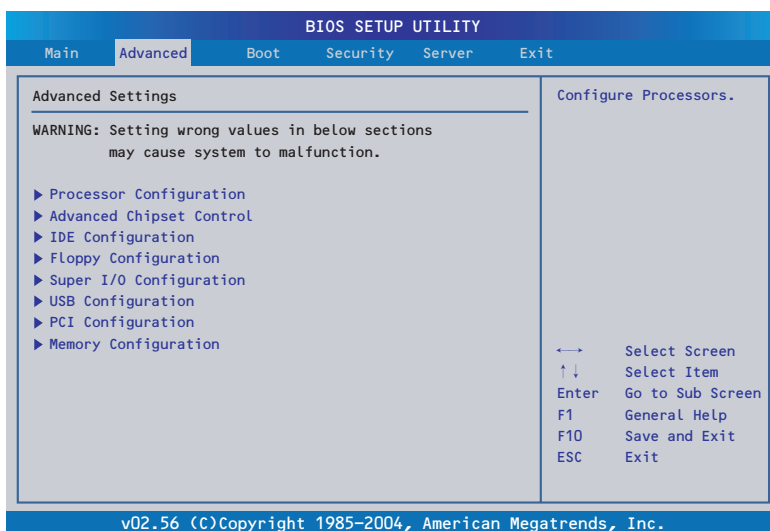 BIOS SETUP UTILITY
Main Advanced Boot Security Server Exit
Advanced Settings
WARNING: Setting wrong values in below sections
may cause system to malfunction.
▶ Processor Configuration
▶ Advanced Chipset Control
▶ IDE Configuration
▶ Floppy Configuration
▶ Super I/O Configuration
▶ USB Configuration
▶ PCI Configuration
▶ Memory Configuration
Configure Processors.
←→ Select Screen
↑↓ Select Item
Enter Go to Sub Screen
F1 General Help
F10 Save and Exit
ESC Exit
v02.56 (C)Copyright 1985-2004, American Megatrends, Inc.